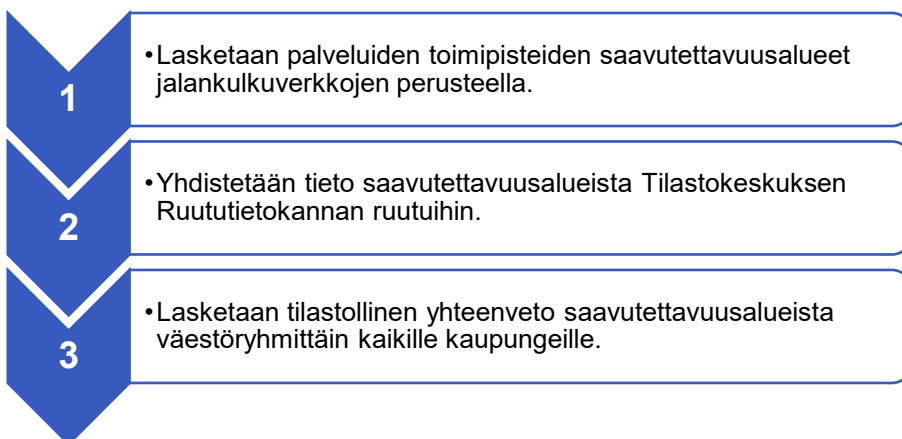 1
•Lasketaan palveluiden toimipisteiden saavutettavuusalueet
jalankulkuverkkojen perusteella.
2
•Yhdistetään tieto saavutettavuusalueista Tilastokeskuksen
Ruututietokannan ruutuihin.
3
•Lasketaan tilastollinen yhteenveto saavutettavuusalueista
väestöryhmittäin kaikille kaupungeille.